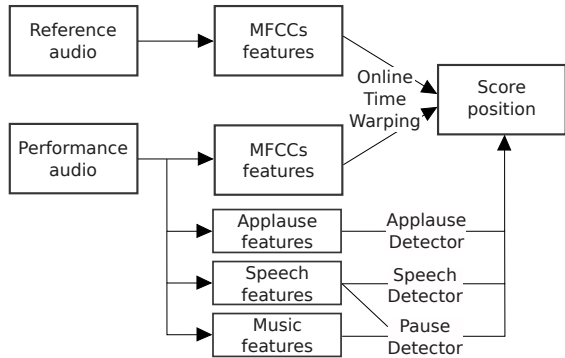 Reference
audio
MFCCs
features
Online
Time
Warping
Score
position
Performance
audio
MFCCs
features
Applause
features
Applause
Detector
Speech
features
Speech
Detector
Music
features
Pause
Detector